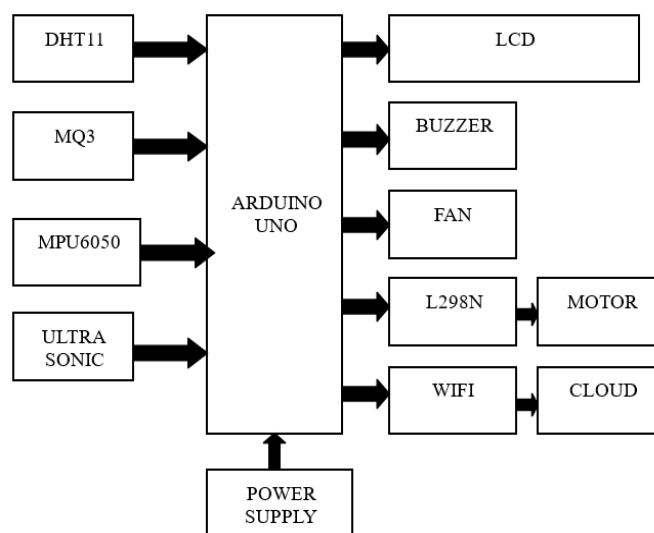 DHT11
LCD
MQ3
BUZZER
ARDUINO
UNO
FAN
MPU6050
L298N
MOTOR
ULTRA
SONIC
WIFI
CLOUD
POWER
SUPPLY